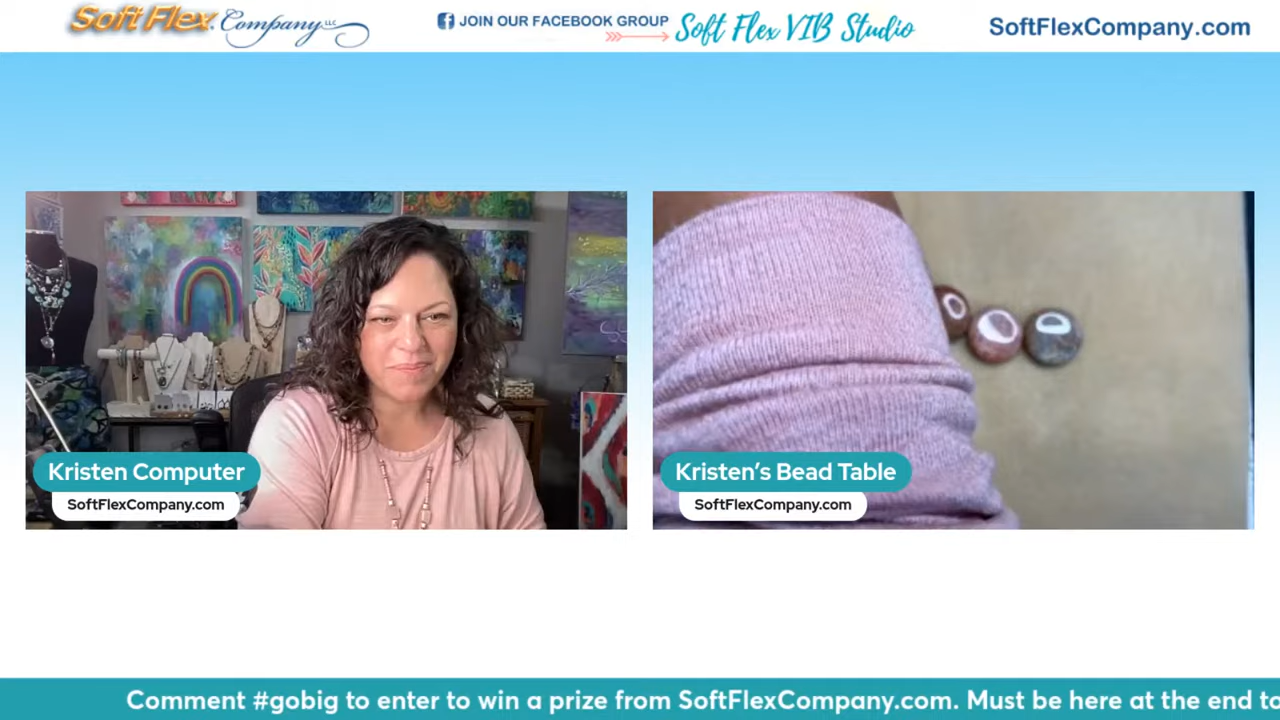 Soft Flex Company LLC
JOIN OUR FACEBOOK GROUP
Soft Flex VIB Studio
SoftFlexCompany.com
Kristen Computer
SoftFlexCompany.com
Kristen’s Bead Table
SoftFlexCompany.com
Comment #gobig to enter to win a prize from SoftFlexCompany.com. Must be here at the end to